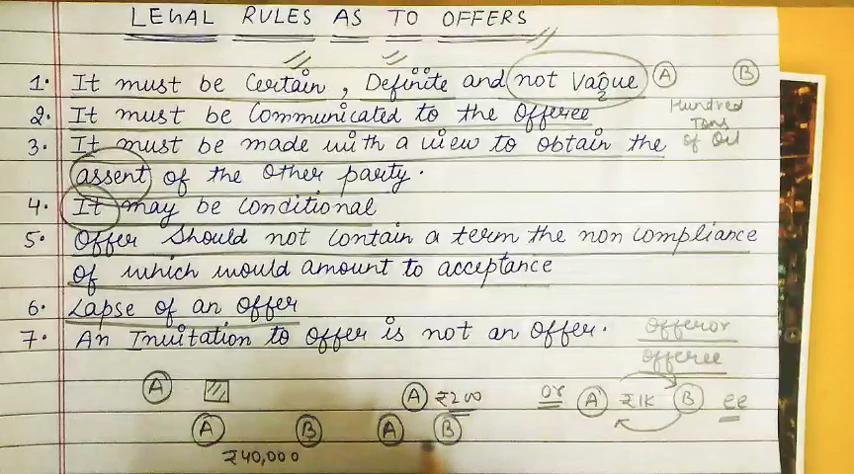 LEGAL RULES AS TO OFFERS
1. It must be Certain, Definite and not Vague (A) (B)
2. It must be Communicated to the Offeree
Hundred
Tons
of Oil
3. It must be made with a view to obtain the
assent of the other party.
4. It may be conditional
5. Offer should not contain a term the non compliance
of which would amount to acceptance
6. Lapse of an offer
7. An Invitation to offer is not an offer.
Offeror
Offeree
A
A ₹200
or A ₹1K B ee
A B A B
₹40,000